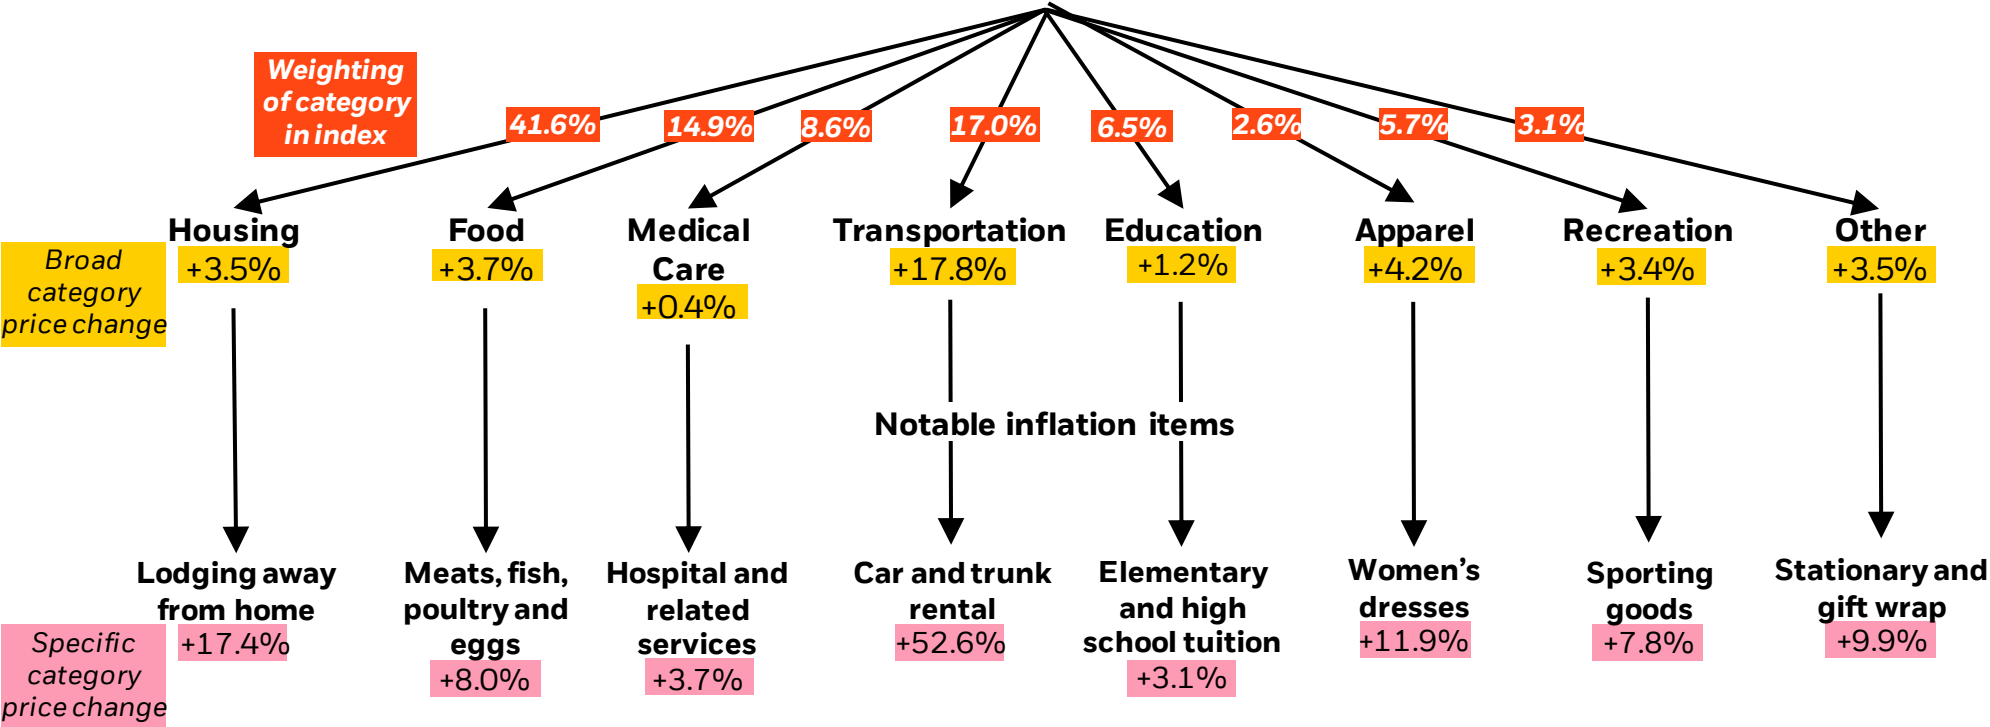 Weighting
of category
in index
41.6%
14.9%
8.6%
17.0%
6.5%
2.6%
5.7%
3.1%
Broad
category
price change
Housing
+3.5%
Food
+3.7%
Medical
Care
+0.4%
Transportation
+17.8%
Education
+1.2%
Apparel
+4.2%
Recreation
+3.4%
Other
+3.5%
Notable inflation items
Specific
category
price change
Lodging away
from home
+17.4%
Meats, fish,
poultry and
eggs
+8.0%
Hospital and
related
services
+3.7%
Car and trunk
rental
+52.6%
Elementary
and high
school tuition
+3.1%
Women’s
dresses
+11.9%
Sporting
goods
+7.8%
Stationary and
gift wrap
+9.9%